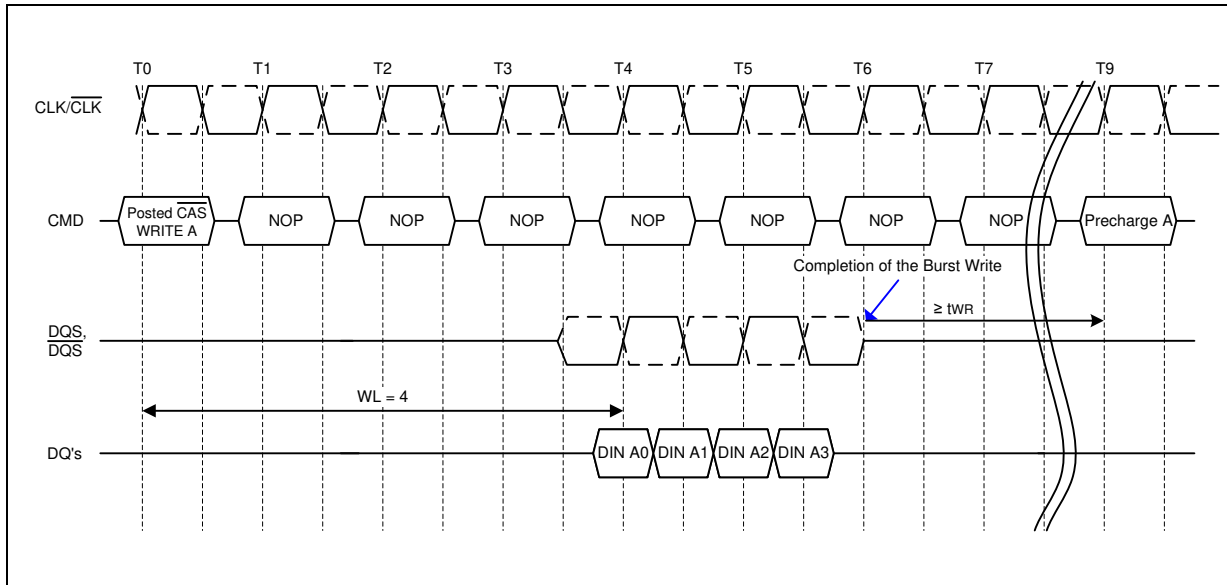 T0 T1 T2 T3 T4 T5 T6 T7 T9
CLK/CLK
CMD
Posted CAS
WRITE A
NOP NOP NOP NOP NOP NOP NOP
Precharge A
Completion of the Burst Write
≥ tWR
DQS,
DQS
WL = 4
DQ's
DIN A0 DIN A1 DIN A2 DIN A3